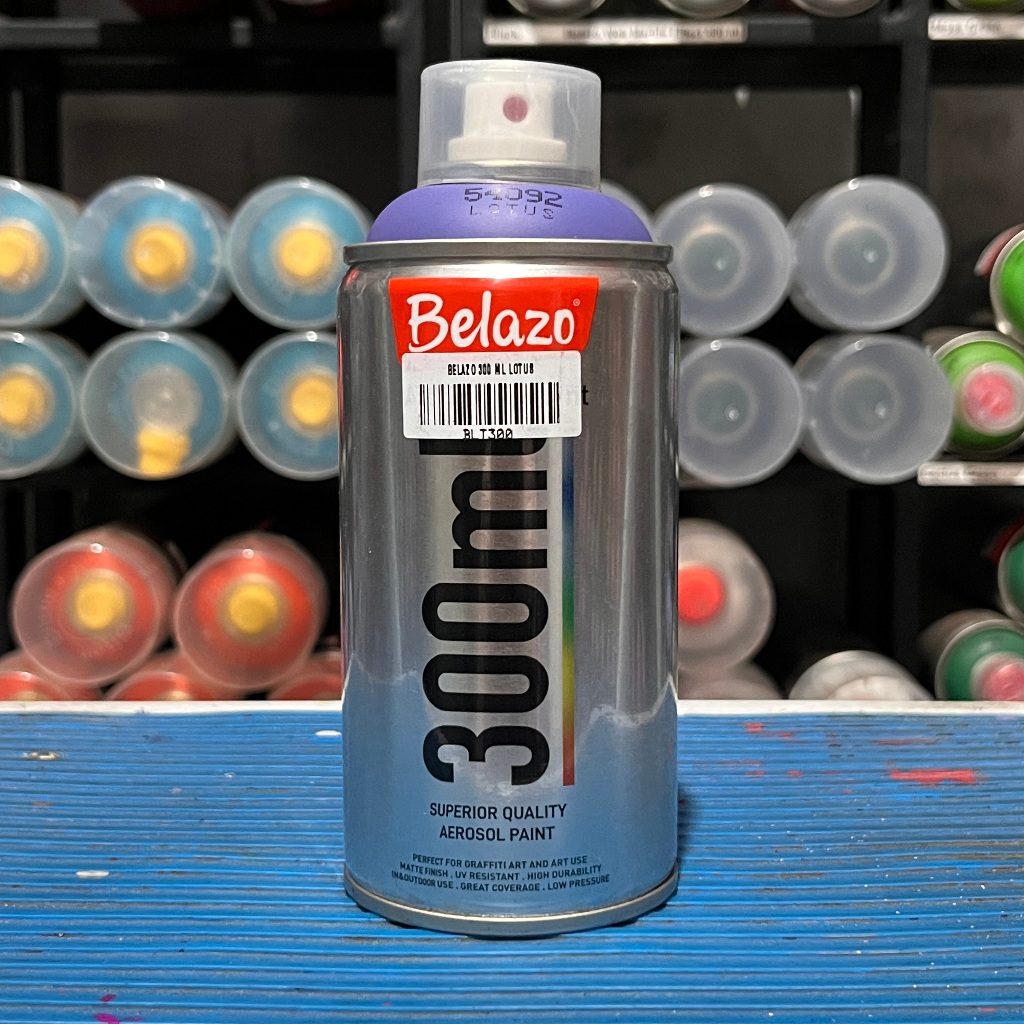 54092
LOTUS
Belazo®
BELAZO 300 ML LOTUS
BLT300
t
300ml
SUPERIOR QUALITY
AEROSOL PAINT
PERFECT FOR GRAFFITI ART AND ART USE
MATTE FINISH . UV RESISTANT . HIGH DURABILITY
IN&OUTDOOR USE . GREAT COVERAGE . LOW PRESSURE